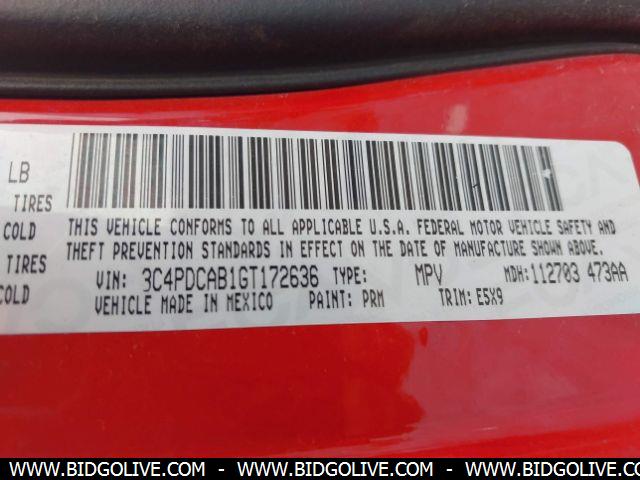 LB
TIRES
COLD
COLD
THIS VEHICLE CONFORMS TO ALL APPLICABLE U.S.A. FEDERAL MOTOR VEHICLE SAFETY AND
THEFT PREVENTION STANDARDS IN EFFECT ON THE DATE OF MANUFACTURE SHOWN ABOVE.
VIN: 3C4PDCAB1GT172636 TYPE: MPV MDH:112703 473AA
VEHICLE MADE IN MEXICO PAINT: PRM TRIM: E5X9
WWW.BIDGOLIVE.COM - WWW.BIDGOLIVE.COM - WWW.BIDGOLIVE.COM